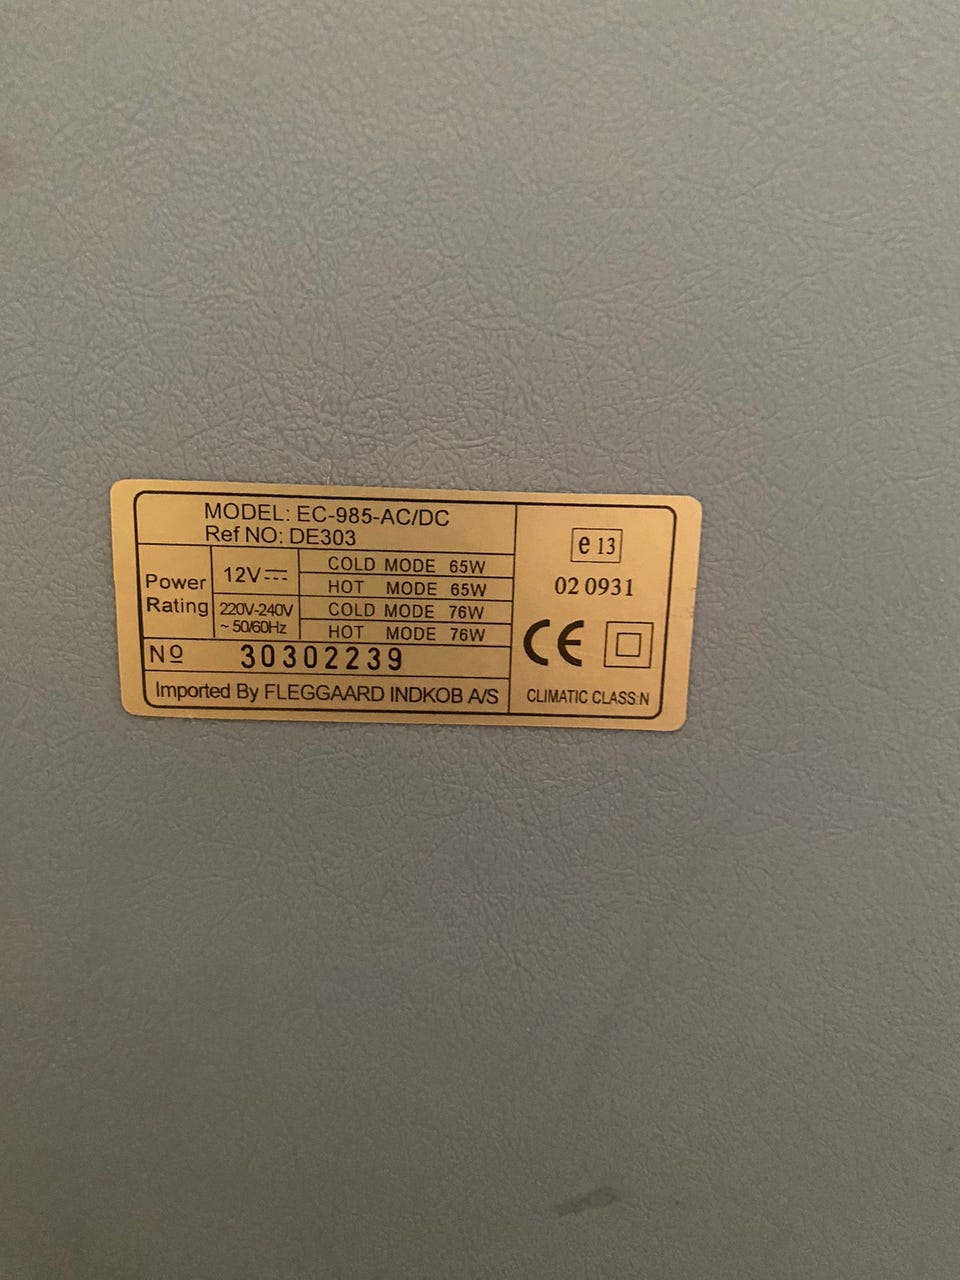 MODEL: EC-985-AC/DC
Ref NO: DE303
Power
Rating
12V
COLD MODE 65W
HOT MODE 65W
220V-240V
~ 50/60Hz
COLD MODE 76W
HOT MODE 76W
Nº 30302239
Imported By FLEGGAARD INDKOB A/S
e 13
02 0931
CE
CLIMATIC CLASS:N